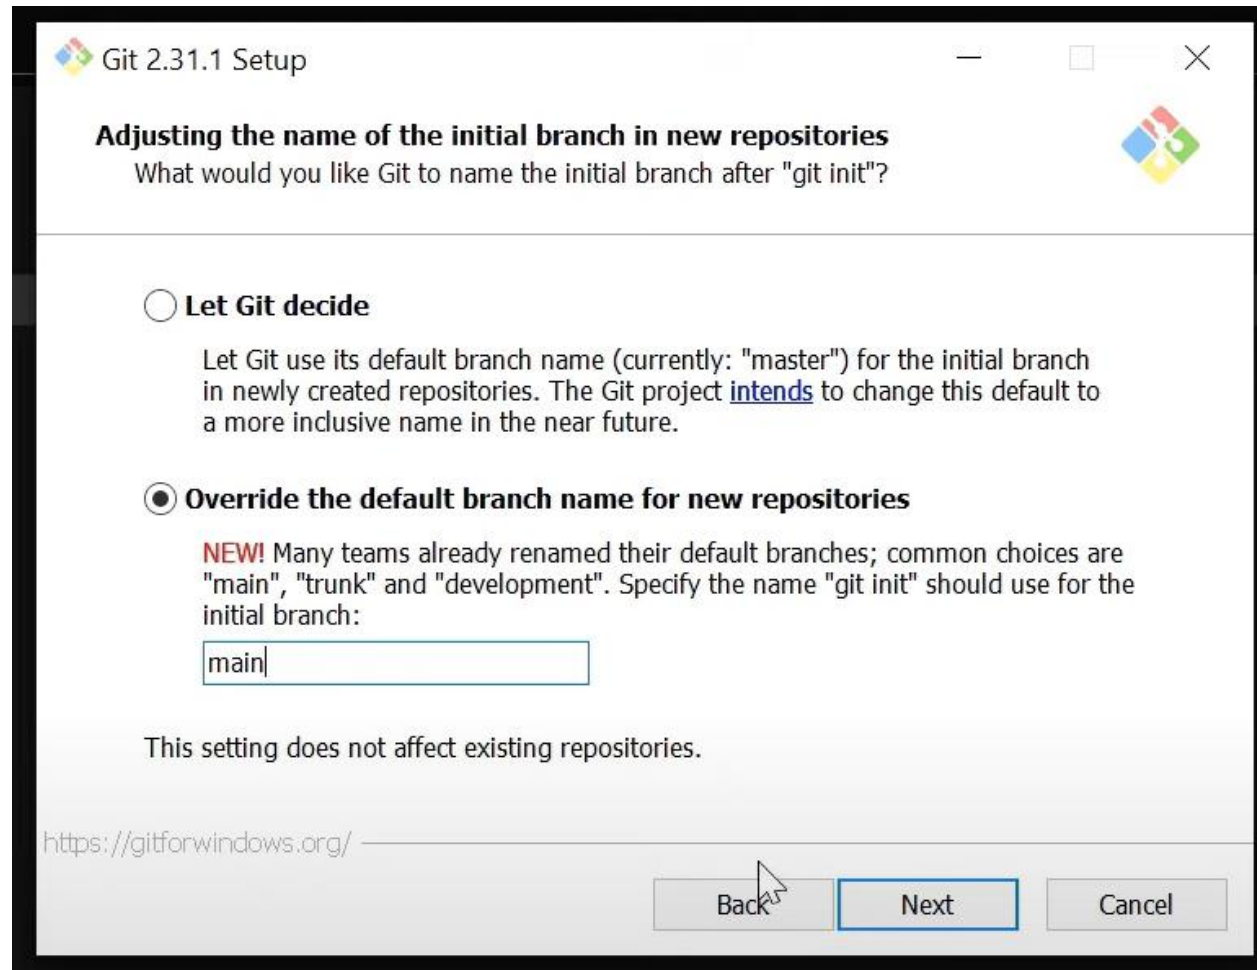 Git 2.31.1 Setup
Adjusting the name of the initial branch in new repositories
What would you like Git to name the initial branch after "git init"?
Let Git decide
Let Git use its default branch name (currently: "master") for the initial branch
in newly created repositories. The Git project intends to change this default to
a more inclusive name in the near future.
Override the default branch name for new repositories
NEW! Many teams already renamed their default branches; common choices are
"main", "trunk" and "development". Specify the name "git init" should use for the
initial branch:
main
This setting does not affect existing repositories.
https://gitforwindows.org/
Back Next Cancel